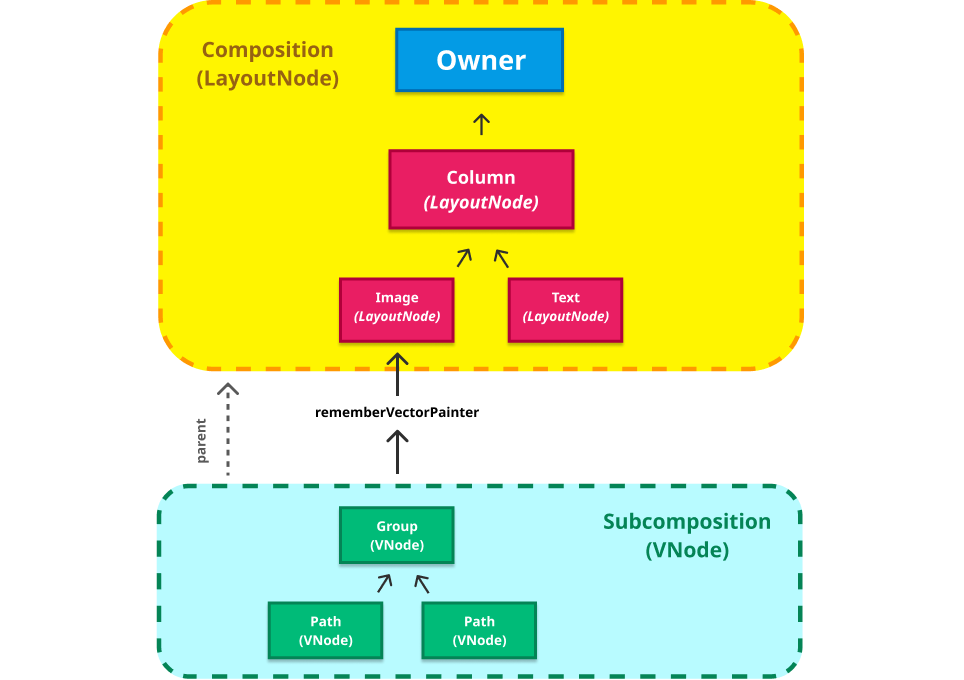 Composition
(LayoutNode)
Owner
Column
(LayoutNode)
Image
(LayoutNode)
Text
(LayoutNode)
parent
rememberVectorPainter
Subcomposition
(VNode)
Group
(VNode)
Path
(VNode)
Path
(VNode)